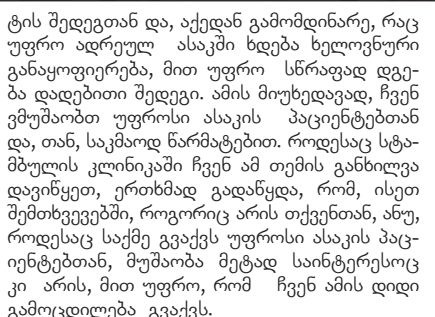 ტის შედეგთან და, აქედან გამომდინარე, რაც
უფრო ადრეულ ასაკში ხდება ხელოვნური
განაყოფიერება, მით უფრო სწრაფად დგე-
ბა დადებითი შედეგი. ამის მიუხედავად, ჩვენ
ვმუშაობთ უფროსი ასაკის პაციენტებთან
და, თან, საკმაოდ წარმატებით. როდესაც სტა-
მბულის კლინიკაში ჩვენ ამ თემის განხილვა
დავიწყეთ, ერთხმად გადაწყდა, რომ, ისეთ
შემთხვევებში, როგორიც არის თქვენთან, ანუ,
როდესაც საქმე გვაქვს უფროსი ასაკის პაც-
იენტებთან, მუშაობა მეტად საინტერესოც
კი არის, მით უფრო, რომ ჩვენ ამის დიდი
გამოცდილება გვაქვს.